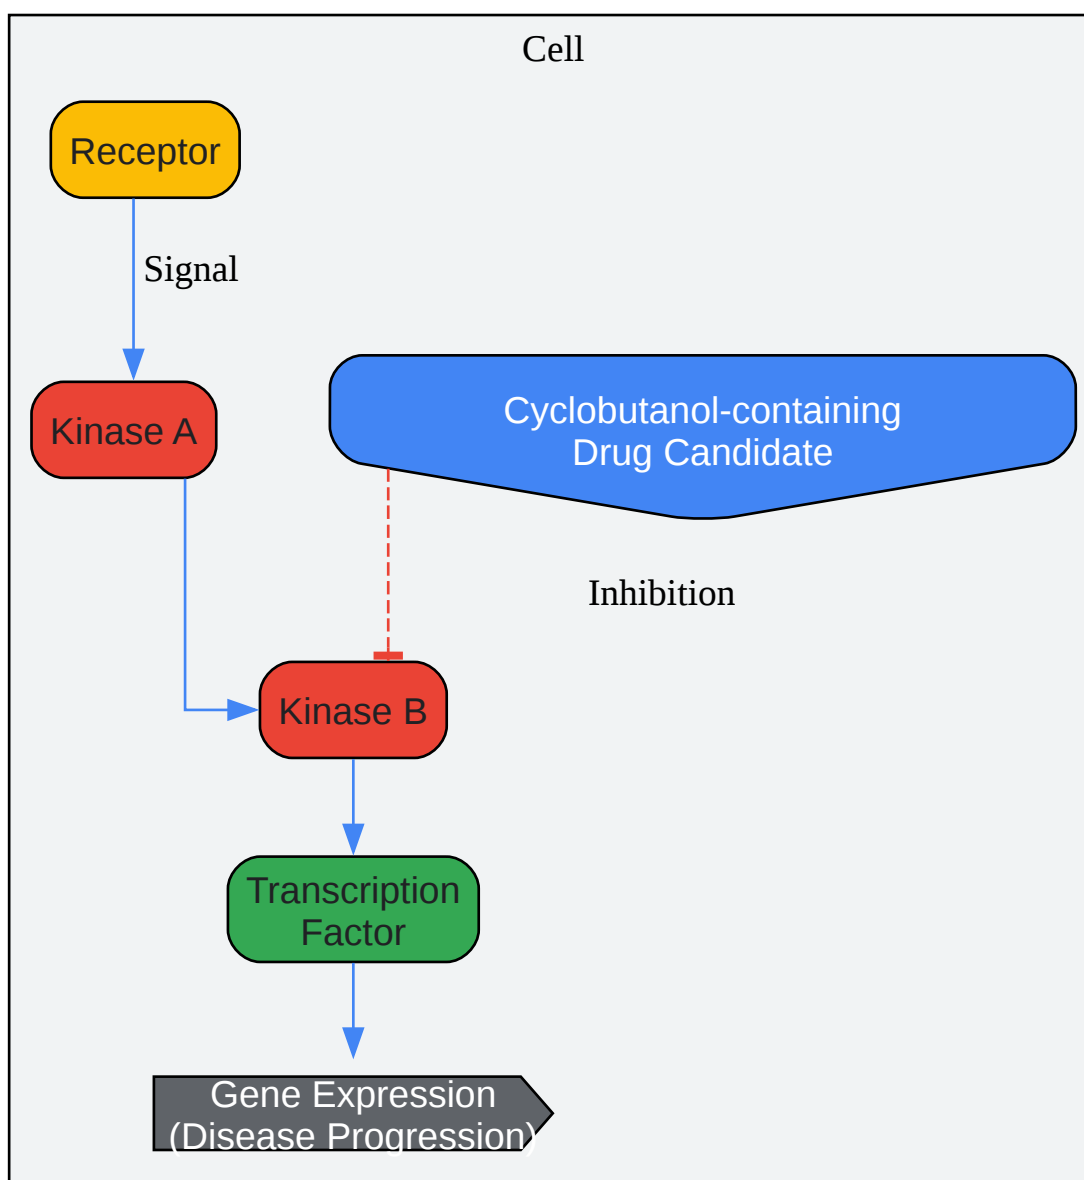 Cell
Receptor
Signal
Kinase A
Cyclobutanol-containing
Drug Candidate
Inhibition
Kinase B
Transcription
Factor
Gene Expression
(Disease Progression)